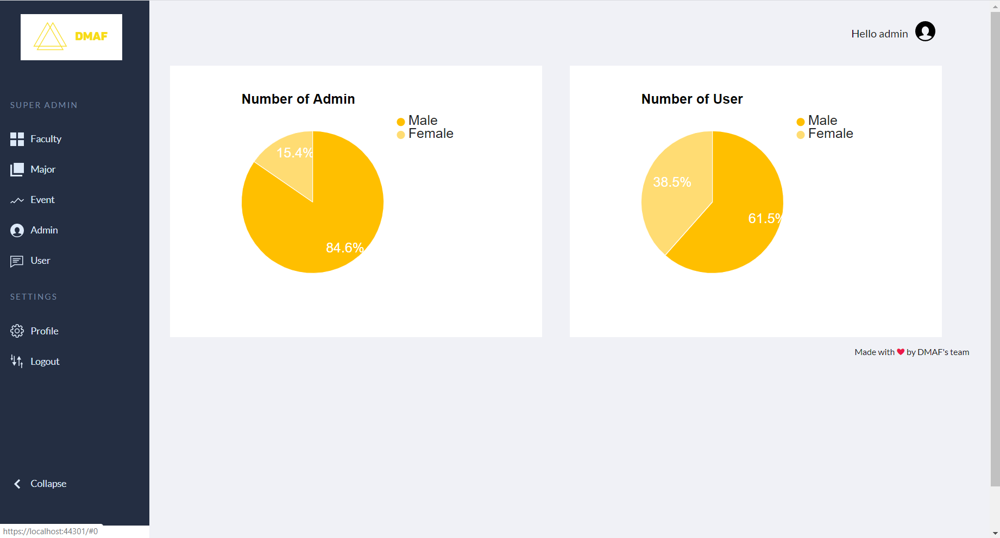 DMAF
SUPER ADMIN
Faculty
Major
Event
Admin
User
SETTINGS
Profile
Logout
Collapse
https://localhost:44301/#0
Hello admin
Number of Admin
Male
Female
15.4%
84.6%
Number of User
Male
Female
38.5%
61.5%
Made with ❤ by DMAF's team